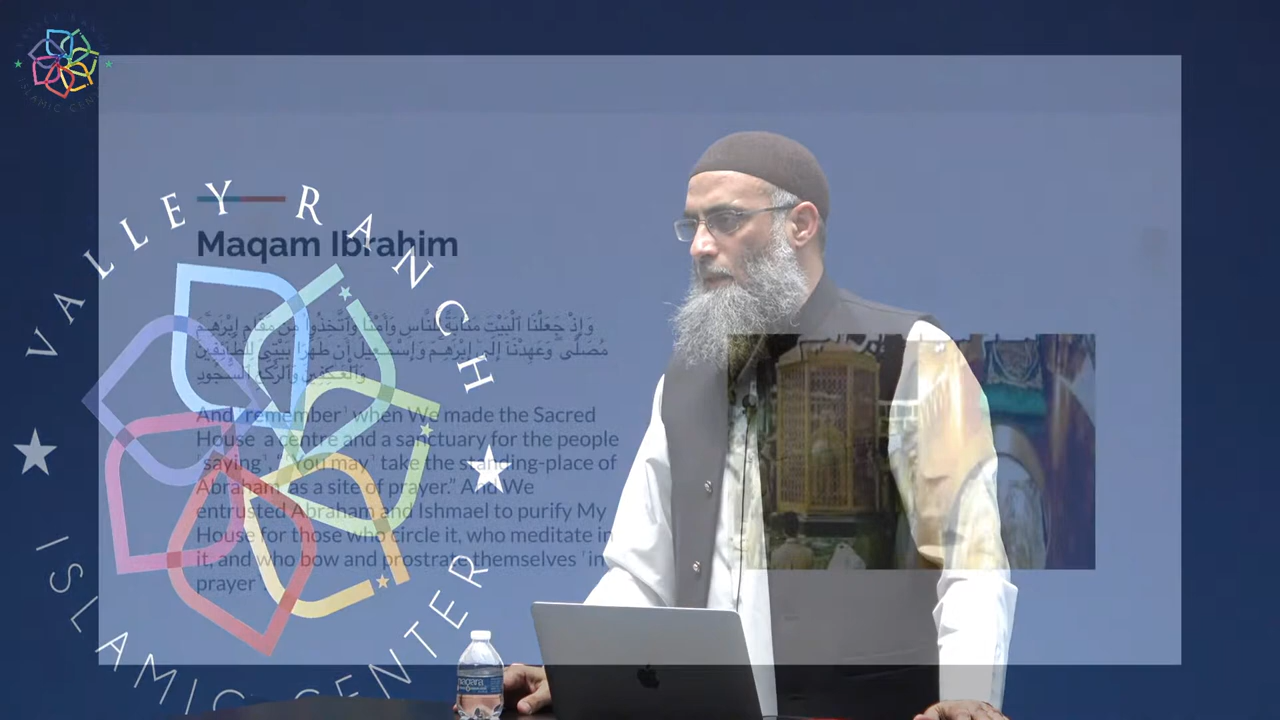 VALLEY RANCH
ISLAMIC CENTER
Maqam Ibrahim
وَإِذْ جَعَلْنَا ٱلْبَيْتَ مَثَابَةً لِّلنَّاسِ وَأَمْنًا وَٱتَّخِذُوا۟ مِن مَّقَامِ إِبْرَٰهِـۧمَ
مُصَلًّى وَعَهِدْنَآ إِلَىٰٓ إِبْرَٰهِـۧمَ وَإِسْمَـٰعِيلَ أَن طَهِّرَا بَيْتِىَ لِلطَّآئِفِينَ
وَٱلْعَـٰكِفِينَ وَٱلرُّكَّعِ ٱلسُّجُودِ
And ˹remember˺ when We made the Sacred
House a centre and a sanctuary for the people
˹saying˺, “˹You may˺ take the standing-place of
Abraham as a site of prayer.” And We
entrusted Abraham and Ishmael to purify My
House for those who circle it, who meditate in
it, and who bow and prostrate themselves ˹in
prayer˺.
niagara